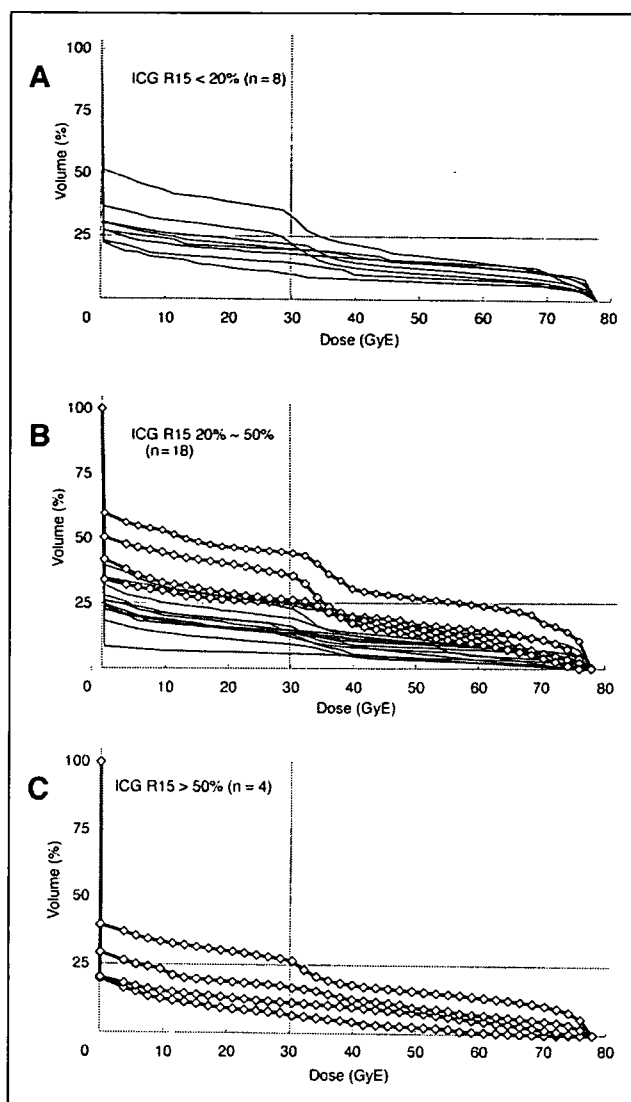 A
ICG R15 < 20% (n = 8)
Volume (%)
100
75
50
25
0
0 10 20 30 40 50 60 70 80
Dose (GyE)
B
ICG R15 20% ~ 50%
(n = 18)
Volume (%)
100
75
50
25
0
0 10 20 30 40 50 60 70 80
Dose (GyE)
C
ICG R15 > 50% (n = 4)
Volume (%)
100
75
50
25
0
0 10 20 30 40 50 60 70 80
Dose (GyE)